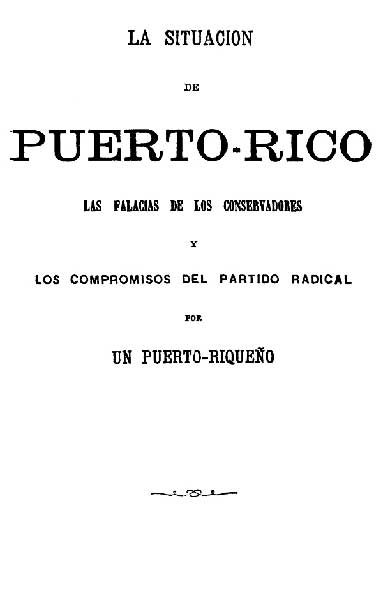 LA SITUACION
DE
PUERTO-RICO
LAS FALACIAS DE LOS CONSERVADORES
Y
LOS COMPROMISOS DEL PARTIDO RADICAL
POR
UN PUERTO-RIQUEÑO